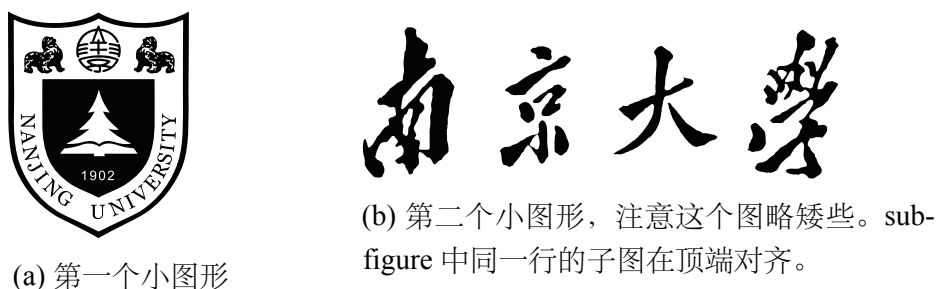 1902
NANJING UNIVERSITY
(a) 第一个小图形
南京大學
(b) 第二个小图形，注意这个图略矮些。sub-
figure 中同一行的子图在顶端对齐。